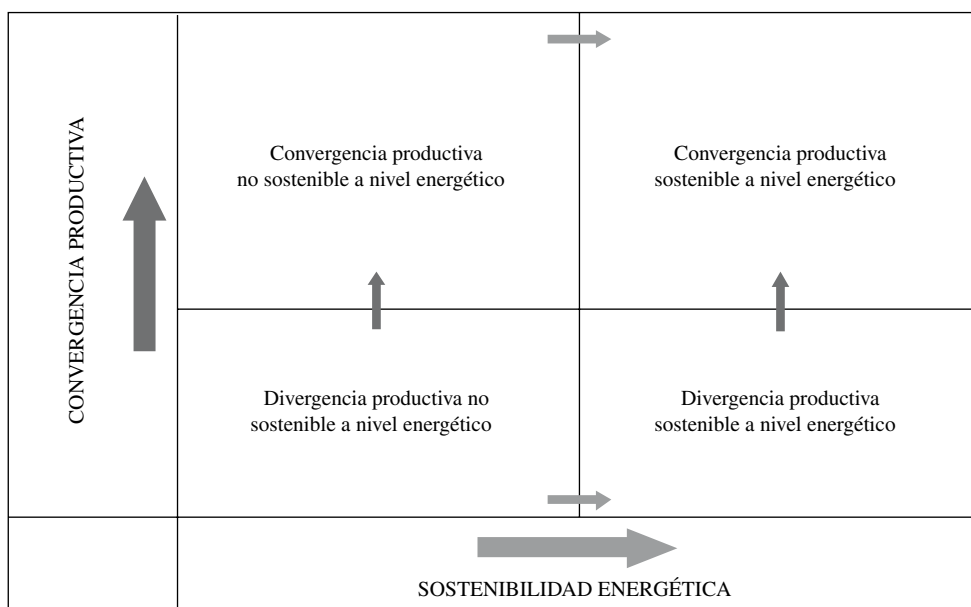 CONVERGENCIA PRODUCTIVA
Convergencia productiva
no sostenible a nivel energético
Convergencia productiva
sostenible a nivel energético
Divergencia productiva no
sostenible a nivel energético
Divergencia productiva
sostenible a nivel energético
SOSTENIBILIDAD ENERGÉTICA